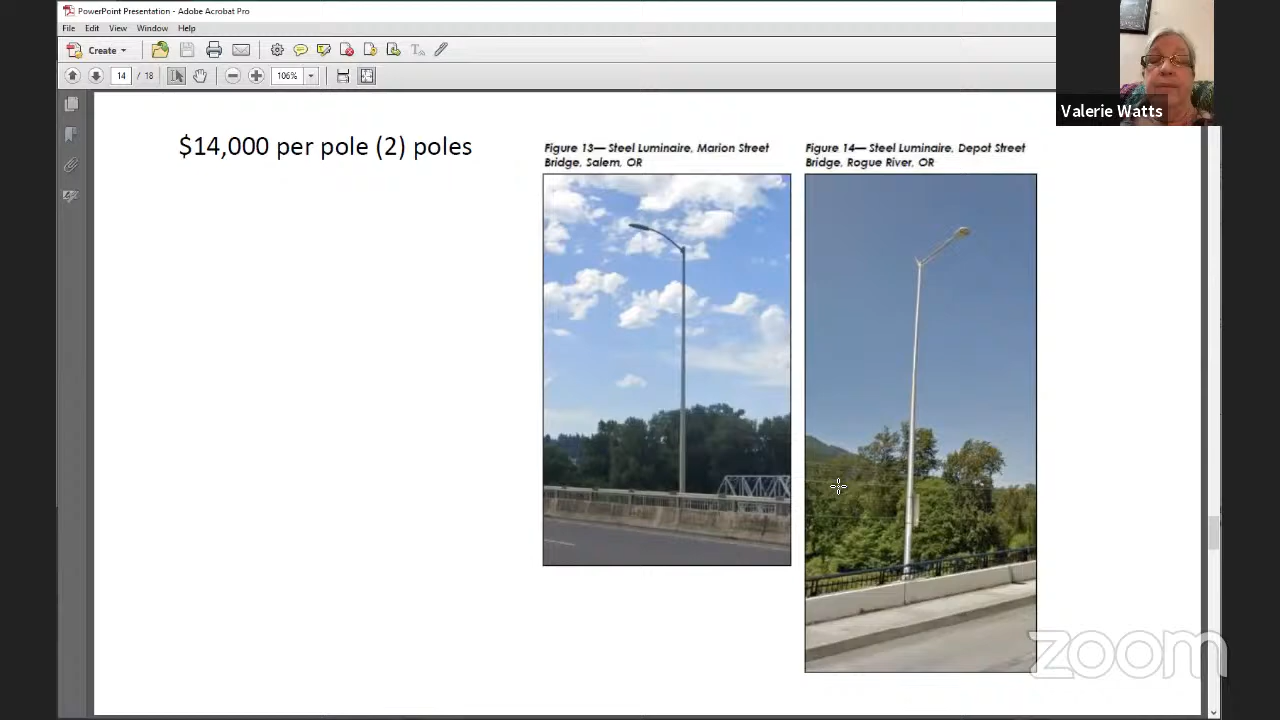 PowerPoint Presentation - Adobe Acrobat Pro
File Edit View Window Help
Create
14 / 18 106%
Valerie Watts
$14,000 per pole (2) poles
Figure 13— Steel Luminaire, Marion Street
Bridge, Salem, OR
Figure 14— Steel Luminaire, Depot Street
Bridge, Rogue River, OR
zoom